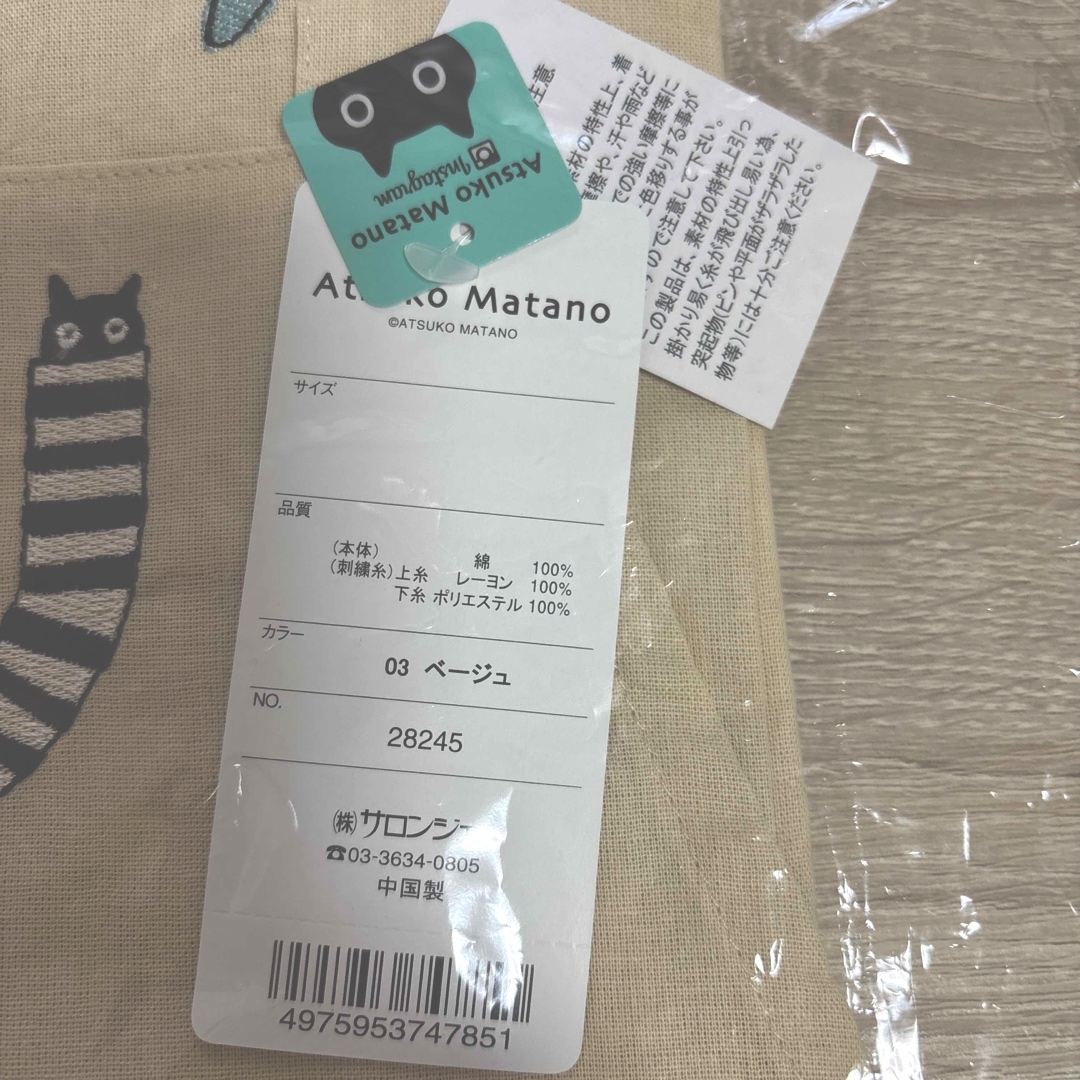 Atsuko Matano
Instagram
Atsuko Matano
©ATSUKO MATANO
サイズ
品質
(本体) 綿 100%
(刺繍糸)上糸 レーヨン 100%
下糸 ポリエステル 100%
カラー
03 ベージュ
NO.
28245
㈱サロンジェ
☎03-3634-0805
中国製
4975953747851
注意
素材の特性上、着
摩擦や、汗や雨など
での強い摩擦等に
色移りする事が
すので注意して下さい。
この製品は、素材の特性上引っ
掛かり易く糸が飛び出し易い為、
突起物(ピンや平面がザラザラした
物等)には十分ご注意ください。